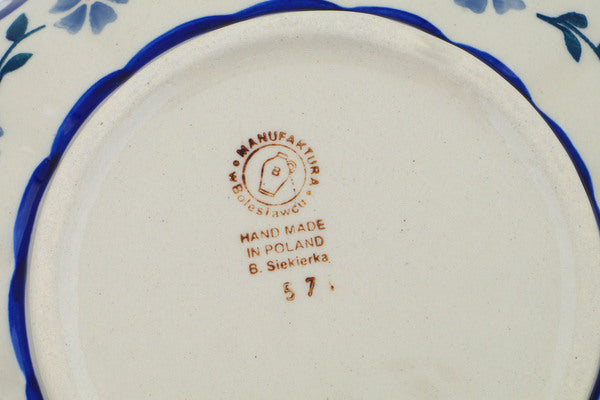 MANUFAKTURA
w Bolesławcu
B
HAND MADE
IN POLAND
B. Siekierka
57.